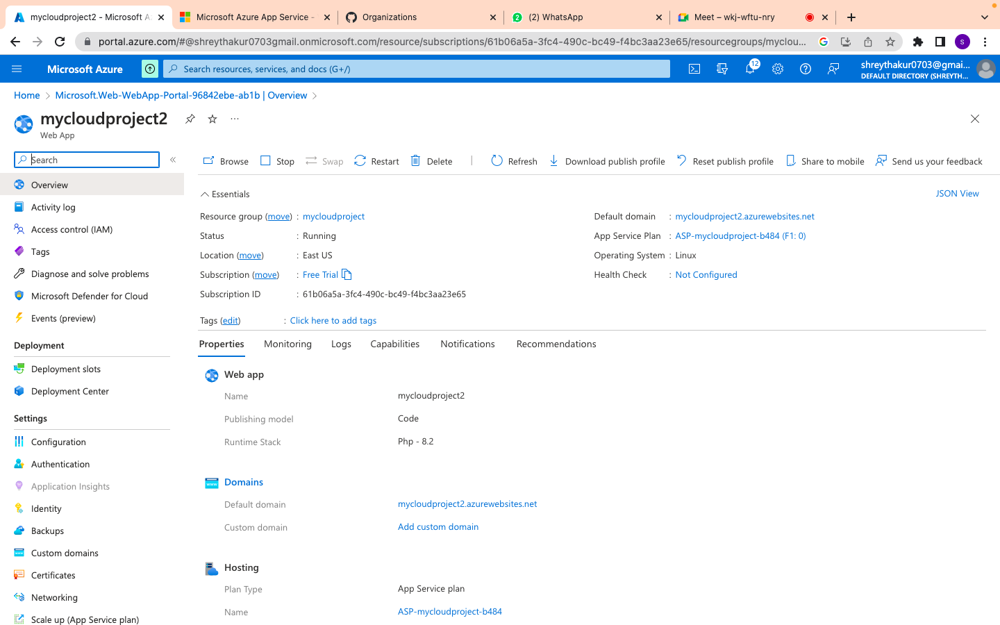 mycloudproject2 - Microsoft A
Microsoft Azure App Service -
Organizations
(2) WhatsApp
Meet – wkj-wftu-nry
portal.azure.com/#@shreythakur0703gmail.onmicrosoft.com/resource/subscriptions/61b06a5a-3fc4-490c-bc49-f4bc3aa23e65/resourcegroups/myclou...
S
Microsoft Azure
Search resources, services, and docs (G+/)
12
shreythakur0703@gmai...
DEFAULT DIRECTORY (SHREYTH...
Home > Microsoft.Web-WebApp-Portal-96842ebe-ab1b | Overview >
mycloudproject2
Web App
Search
Browse
Stop
Swap
Restart
Delete
Refresh
Download publish profile
Reset publish profile
Share to mobile
Send us your feedback
Overview
Activity log
Access control (IAM)
Tags
Diagnose and solve problems
Microsoft Defender for Cloud
Events (preview)
Deployment
Deployment slots
Deployment Center
Settings
Configuration
Authentication
Application Insights
Identity
Backups
Custom domains
Certificates
Networking
Scale up (App Service plan)
Essentials
JSON View
Resource group (move) : mycloudproject
Status : Running
Location (move) : East US
Subscription (move) : Free Trial
Subscription ID : 61b06a5a-3fc4-490c-bc49-f4bc3aa23e65
Default domain : mycloudproject2.azurewebsites.net
App Service Plan : ASP-mycloudproject-b484 (F1: 0)
Operating System : Linux
Health Check : Not Configured
Tags (edit) : Click here to add tags
Properties
Monitoring
Logs
Capabilities
Notifications
Recommendations
Web app
Name mycloudproject2
Publishing model Code
Runtime Stack Php - 8.2
Domains
Default domain mycloudproject2.azurewebsites.net
Custom domain Add custom domain
Hosting
Plan Type App Service plan
Name ASP-mycloudproject-b484